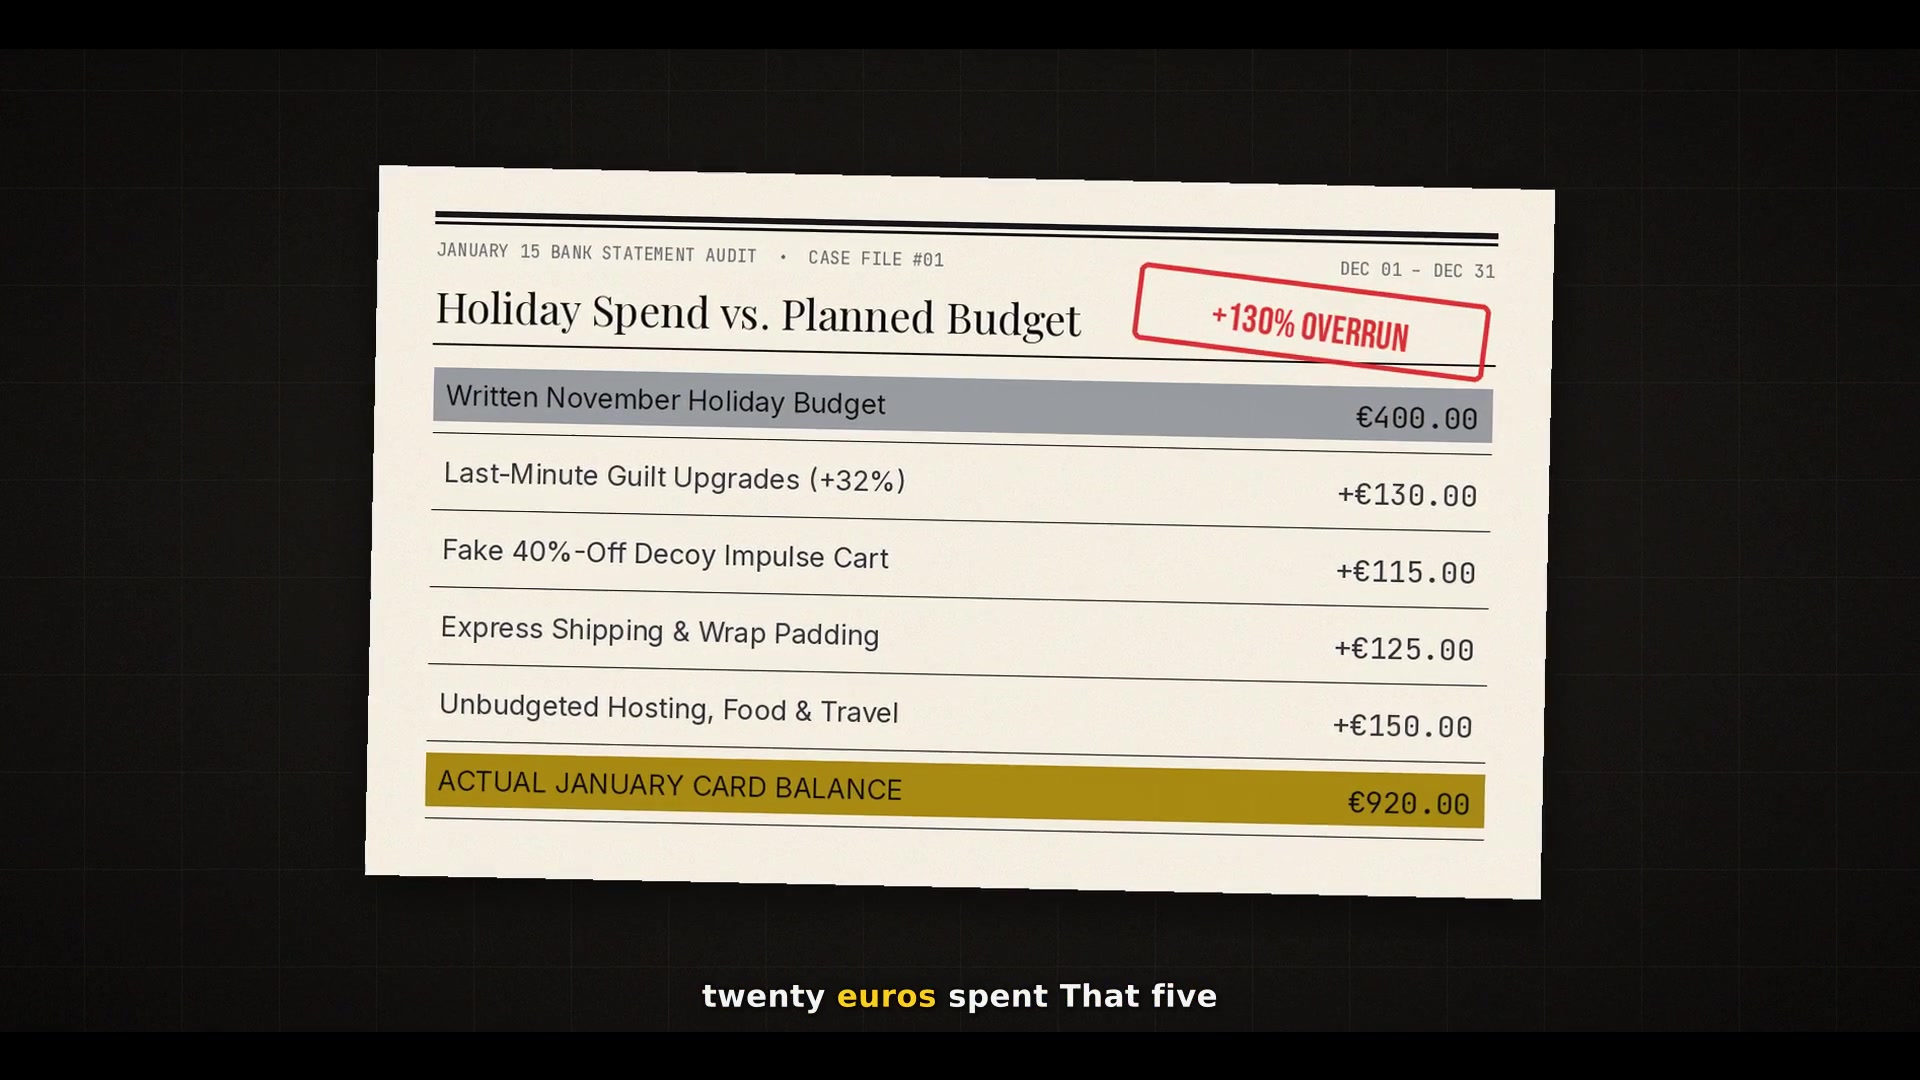 JANUARY 15 BANK STATEMENT AUDIT • CASE FILE #01
DEC 01 – DEC 31
Holiday Spend vs. Planned Budget
+130% OVERRUN
Written November Holiday Budget €400.00
Last-Minute Guilt Upgrades (+32%) +€130.00
Fake 40%-Off Decoy Impulse Cart +€115.00
Express Shipping & Wrap Padding +€125.00
Unbudgeted Hosting, Food & Travel +€150.00
ACTUAL JANUARY CARD BALANCE €920.00
twenty euros spent That five